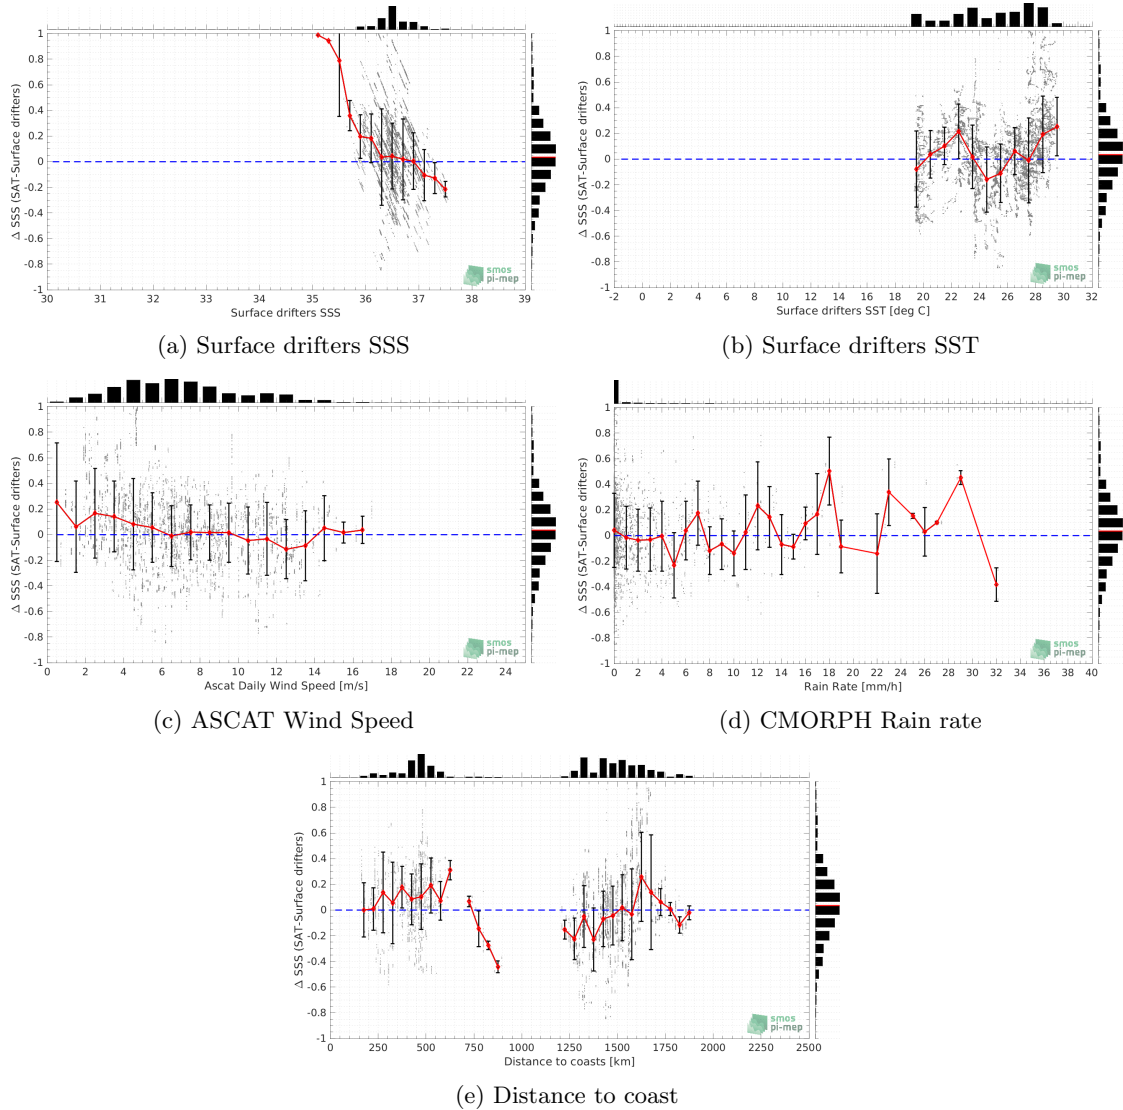 1
0.8
0.6
0.4
0.2
0
-0.2
-0.4
-0.6
-0.8
-1
Δ SSS (SAT-Surface drifters)
30 31 32 33 34 35 36 37 38 39
Surface drifters SSS
smos
pi-mep
(a) Surface drifters SSS
1
0.8
0.6
0.4
0.2
0
-0.2
-0.4
-0.6
-0.8
-1
Δ SSS (SAT-Surface drifters)
-2 0 2 4 6 8 10 12 14 16 18 20 22 24 26 28 30 32
Surface drifters SST [deg C]
smos
pi-mep
(b) Surface drifters SST
1
0.8
0.6
0.4
0.2
0
-0.2
-0.4
-0.6
-0.8
-1
Δ SSS (SAT-Surface drifters)
0 2 4 6 8 10 12 14 16 18 20 22 24
Ascat Daily Wind Speed [m/s]
smos
pi-mep
(c) ASCAT Wind Speed
1
0.8
0.6
0.4
0.2
0
-0.2
-0.4
-0.6
-0.8
-1
Δ SSS (SAT-Surface drifters)
0 2 4 6 8 10 12 14 16 18 20 22 24 26 28 30 32 34 36 38 40
Rain Rate [mm/h]
smos
pi-mep
(d) CMORPH Rain rate
1
0.8
0.6
0.4
0.2
0
-0.2
-0.4
-0.6
-0.8
-1
Δ SSS (SAT-Surface drifters)
0 250 500 750 1000 1250 1500 1750 2000 2250 2500
Distance to coasts [km]
smos
pi-mep
(e) Distance to coast